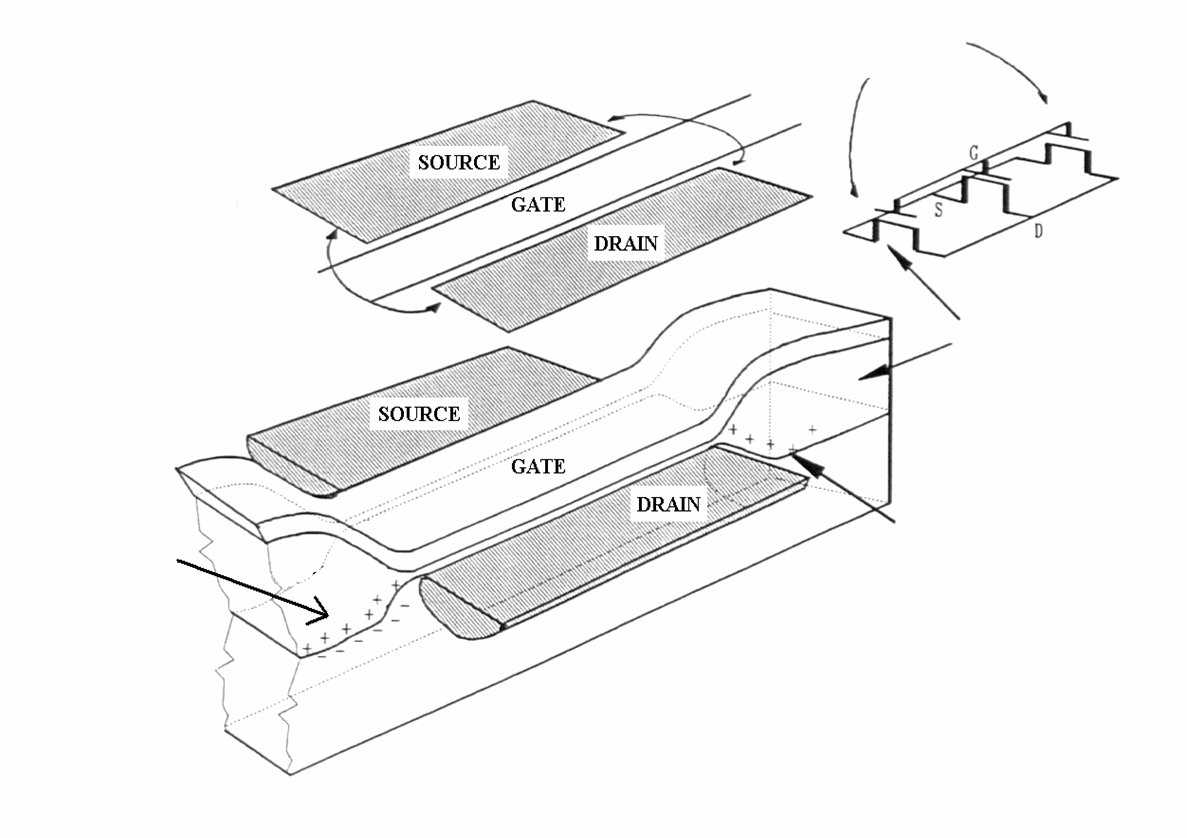 SOURCE
GATE
DRAIN
G
S
D
SOURCE
GATE
DRAIN
+ + + +
+
+
+
+
+
+
+
- - - - - -